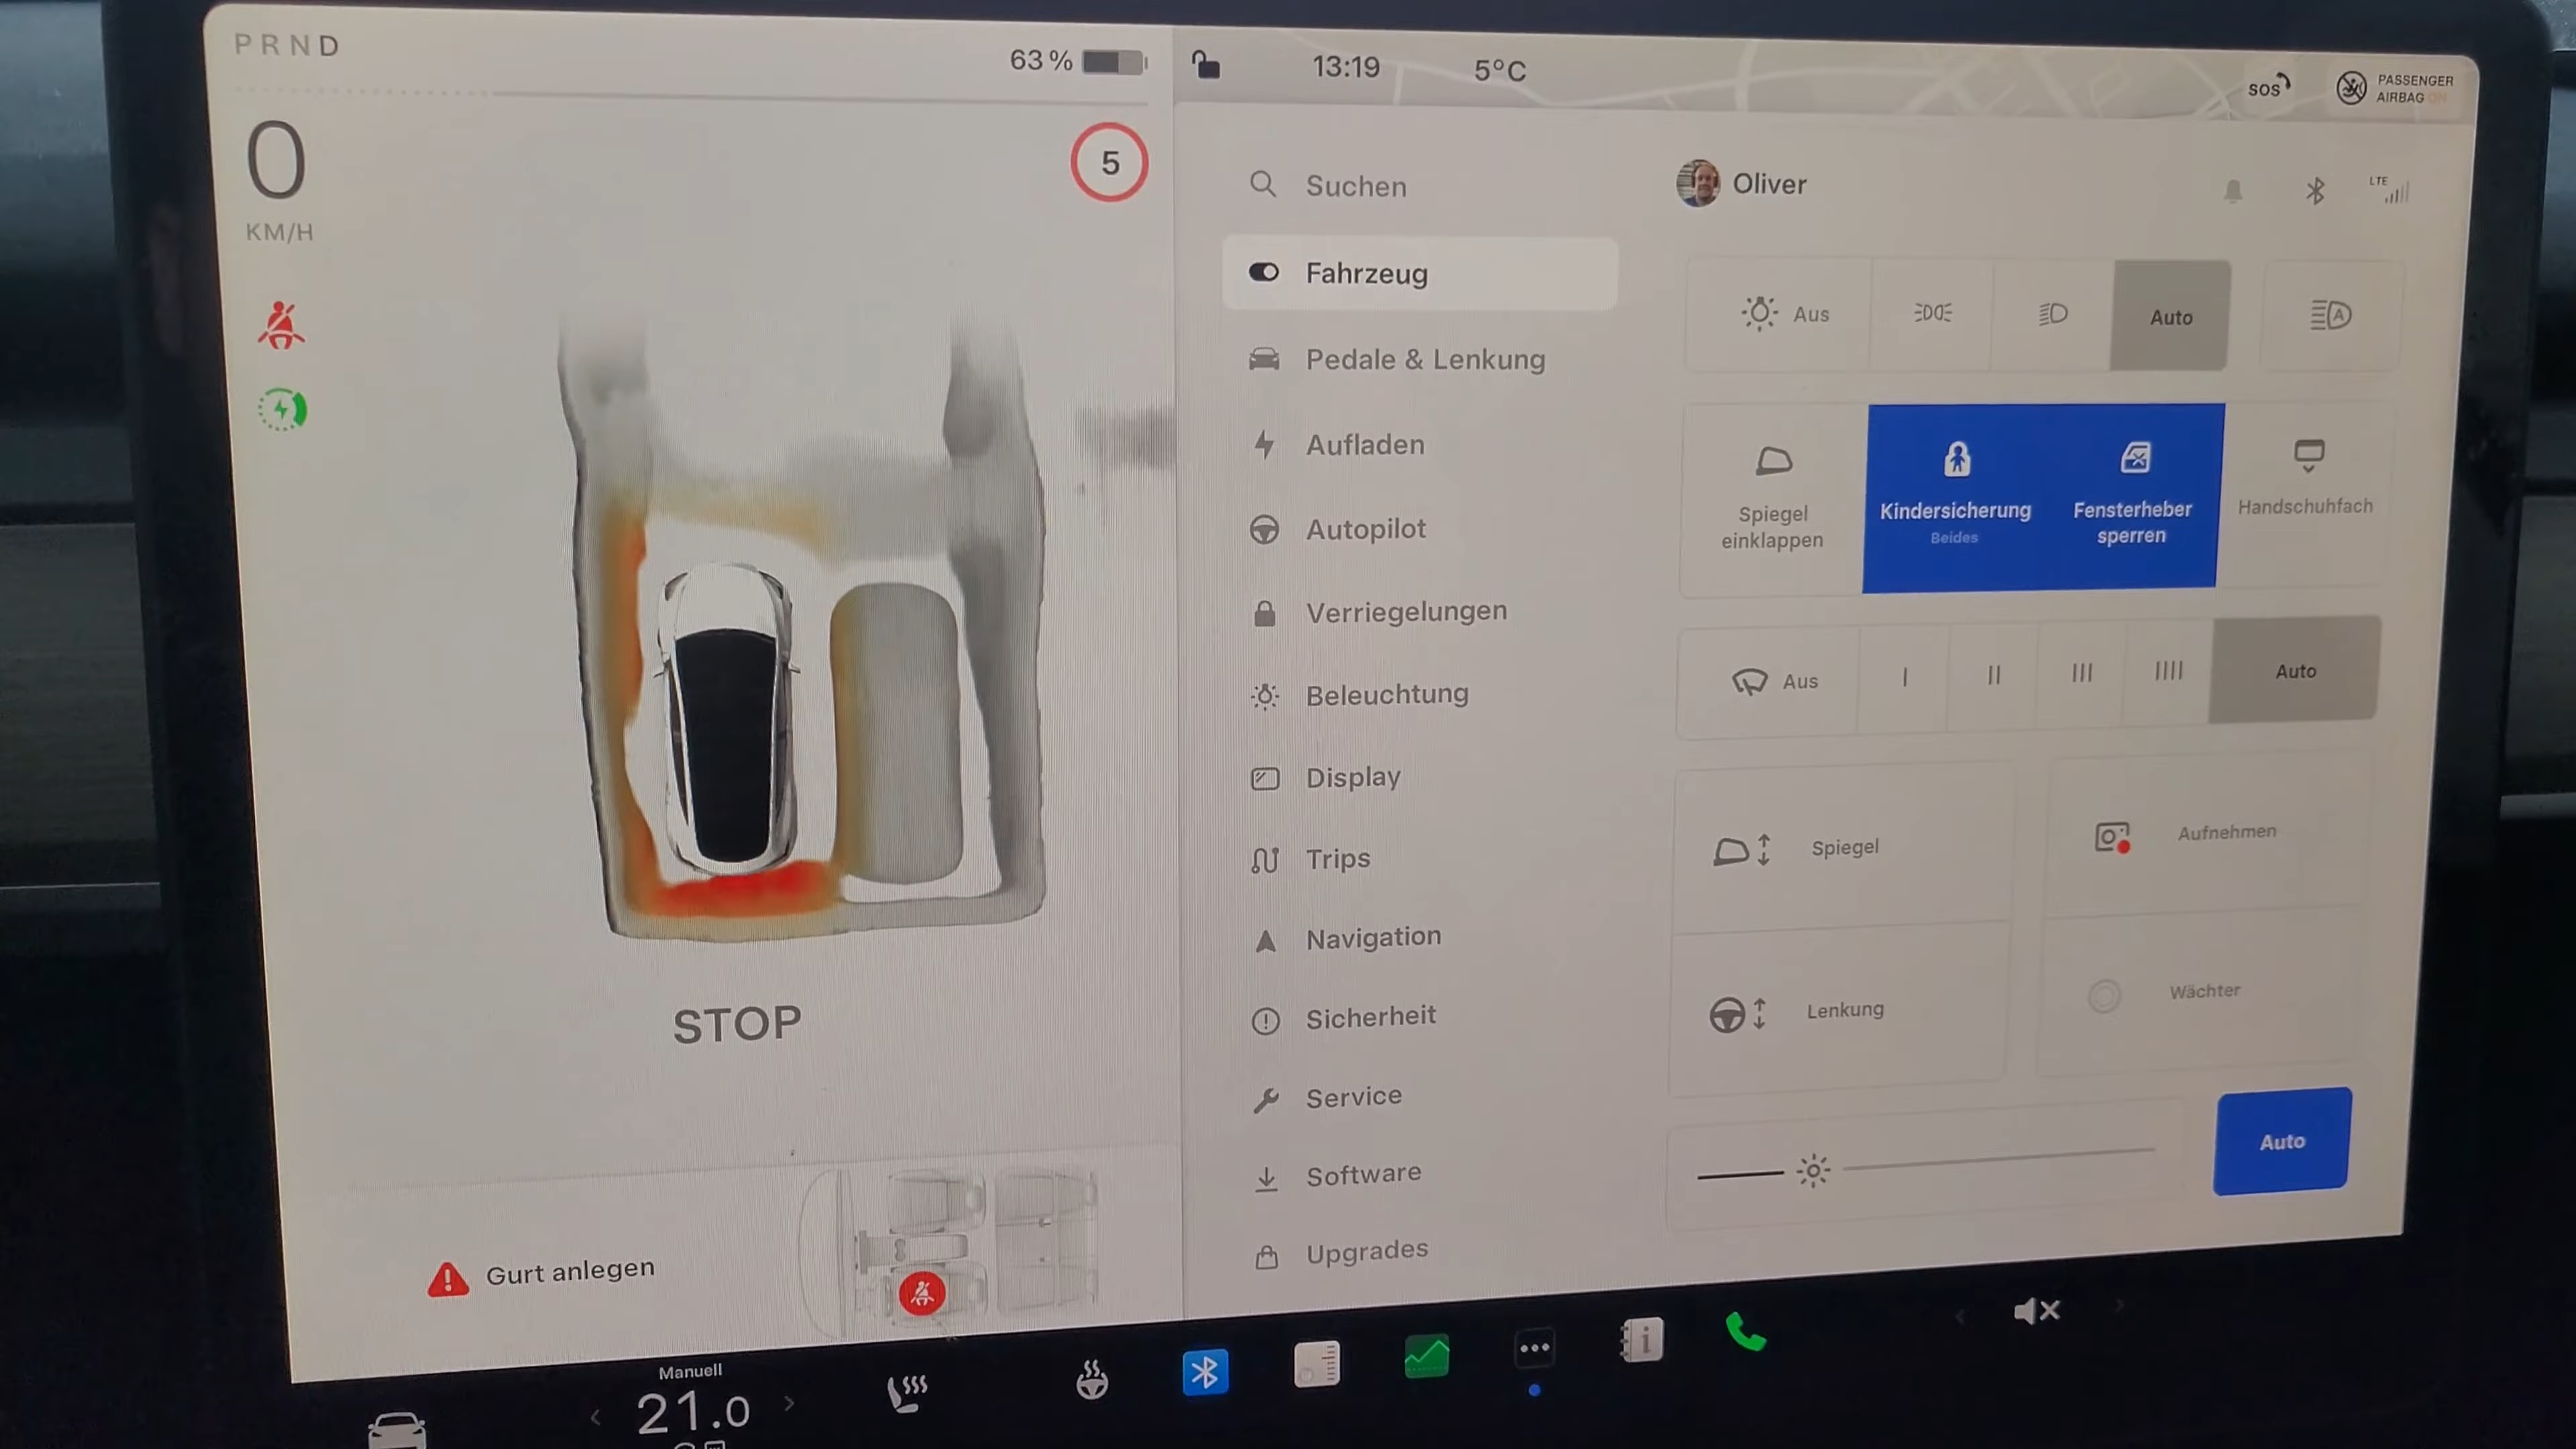 PRND
63 %
13:19
5°C
SOS
PASSENGER
AIRBAG ON
0
KM/H
5
Suchen
Oliver
LTE
Fahrzeug
Aus
Auto
Pedale & Lenkung
Aufladen
Spiegel
einklappen
Kindersicherung
Beides
Fensterheber
sperren
Handschuhfach
Autopilot
Verriegelungen
Aus
I
II
III
IIII
Auto
Beleuchtung
Display
Trips
Spiegel
Aufnehmen
Navigation
STOP
Sicherheit
Lenkung
Wächter
Service
Software
Auto
Upgrades
Gurt anlegen
Manuell
21.0